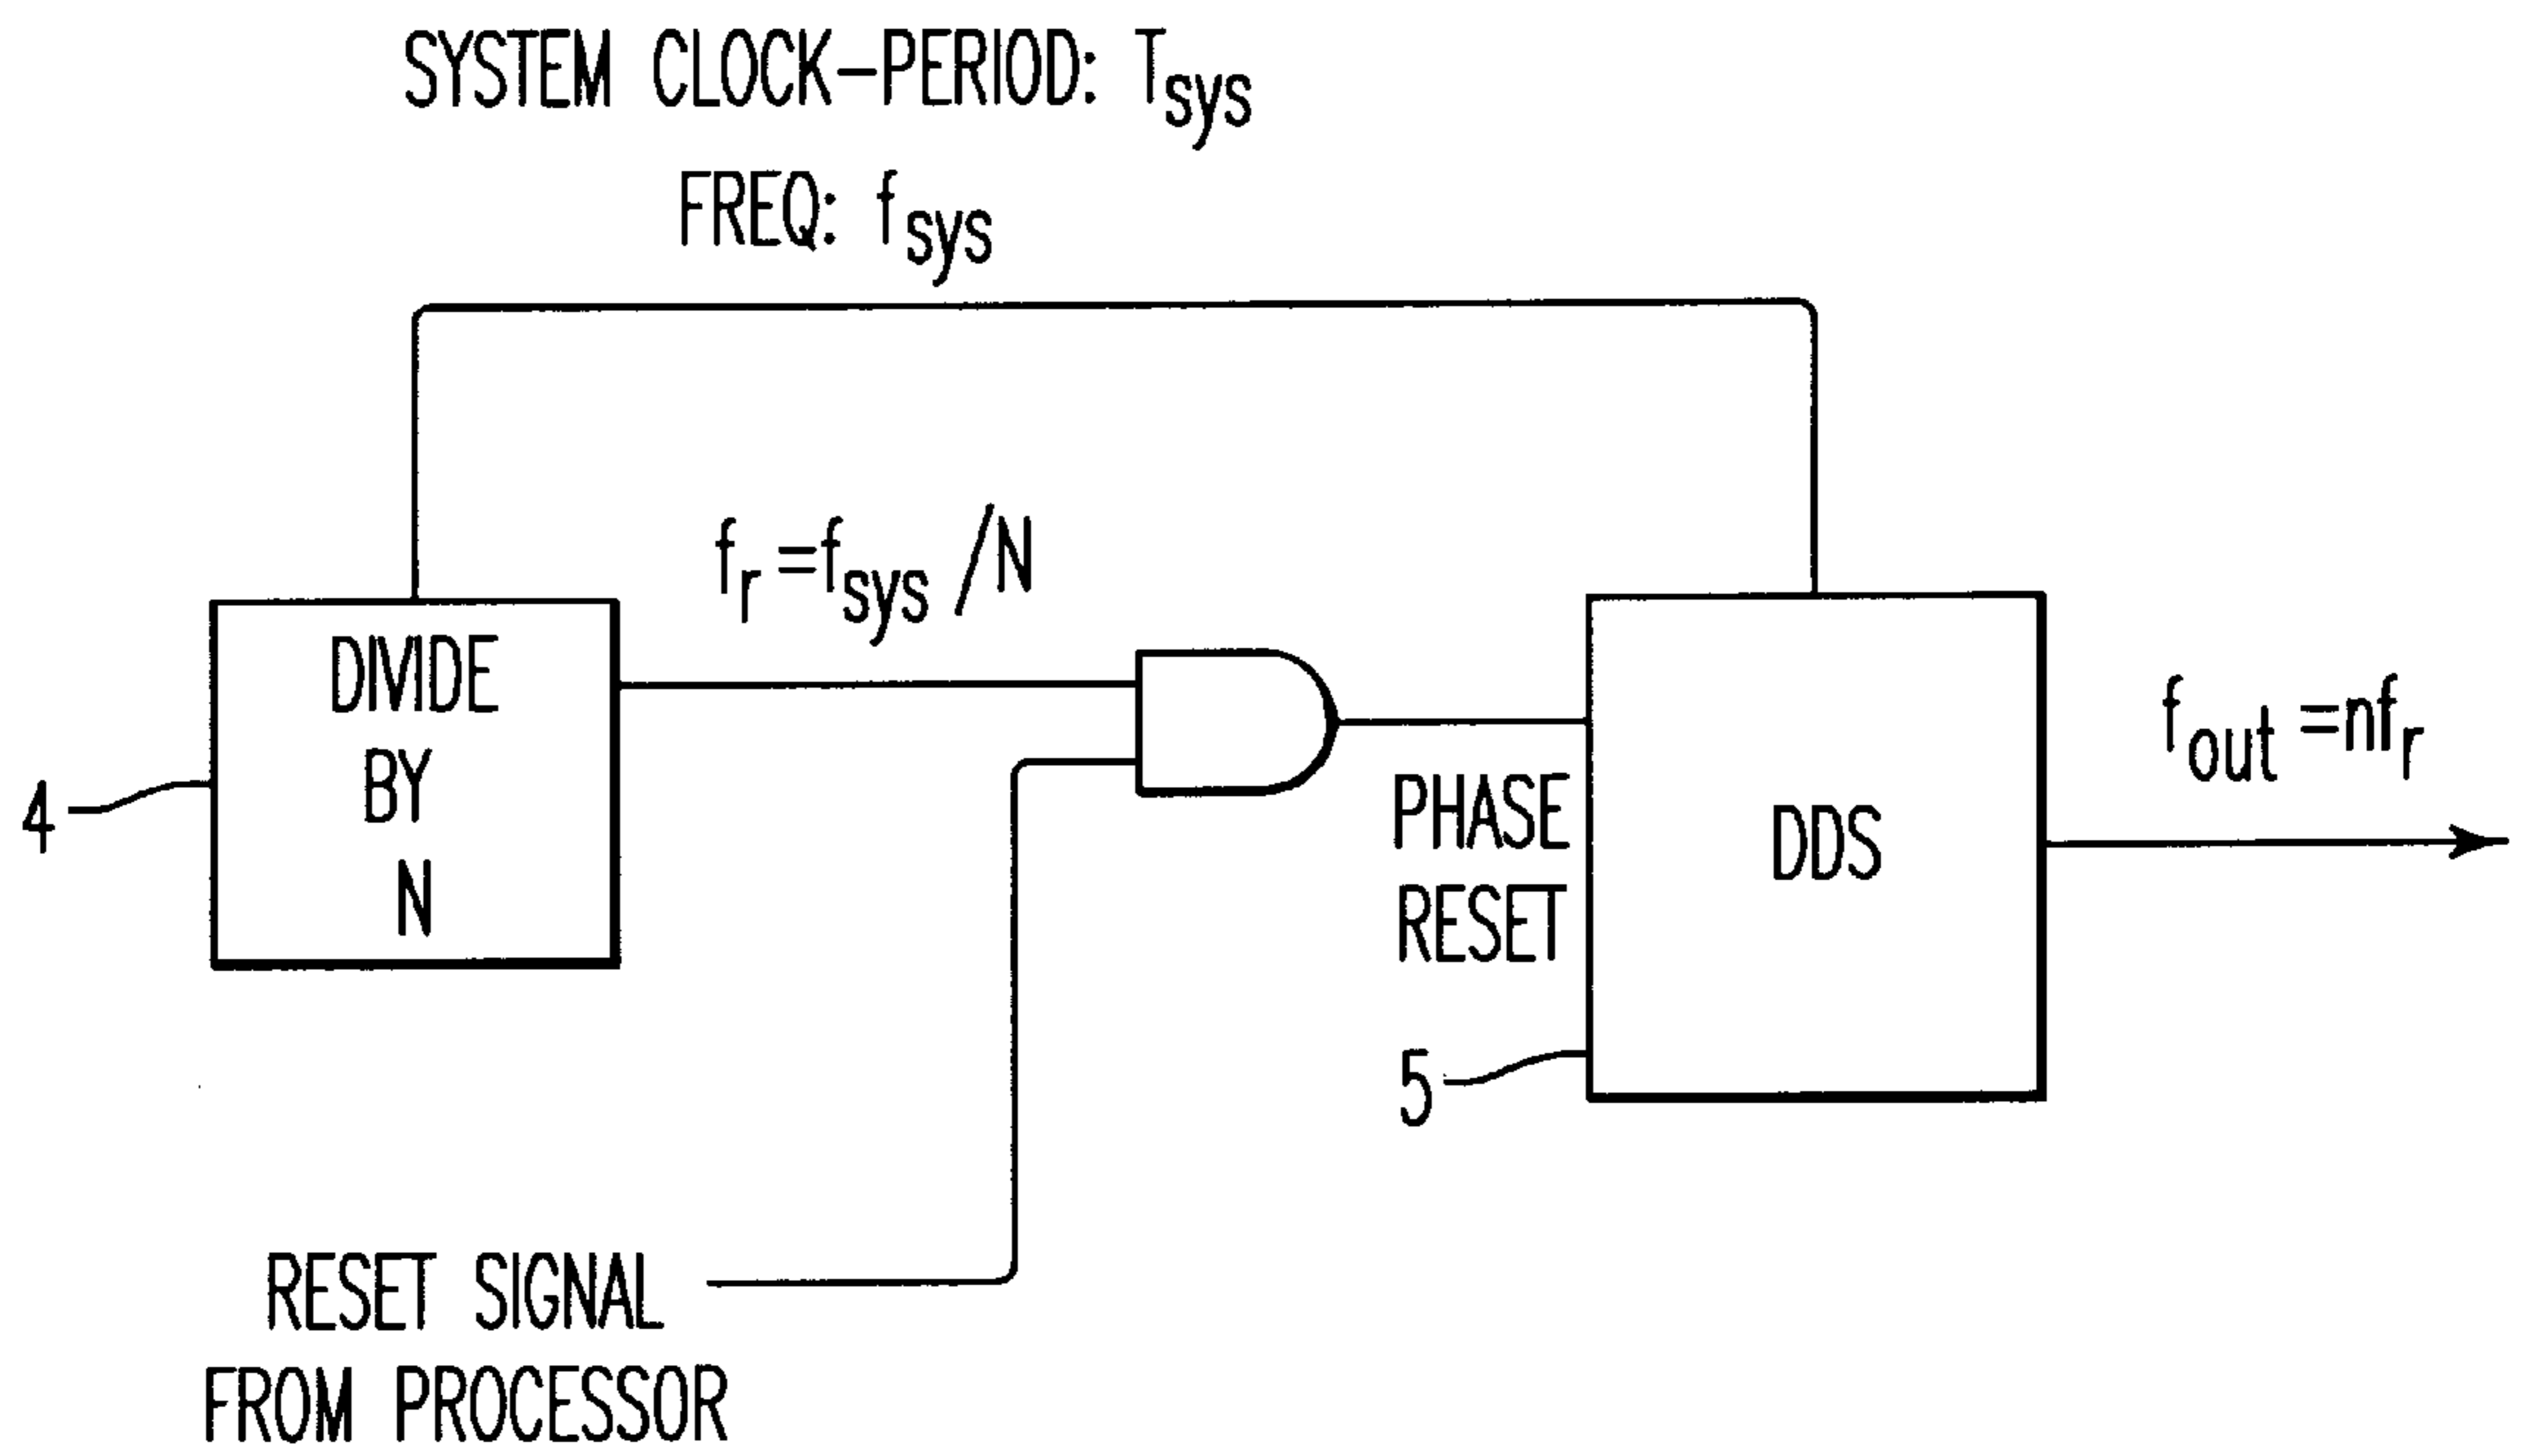 SYSTEM CLOCK-PERIOD: Tsys
FREQ: fsys
fr=fsys/N
DIVIDE
BY
N
4
PHASE
RESET
DDS
fout=nfr
5
RESET SIGNAL
FROM PROCESSOR